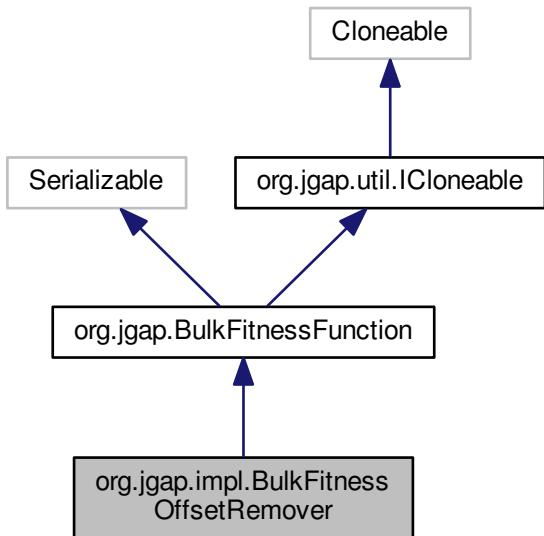 Cloneable
Serializable
org.jgap.util.ICloneable
org.jgap.BulkFitnessFunction
org.jgap.impl.BulkFitness
OffsetRemover